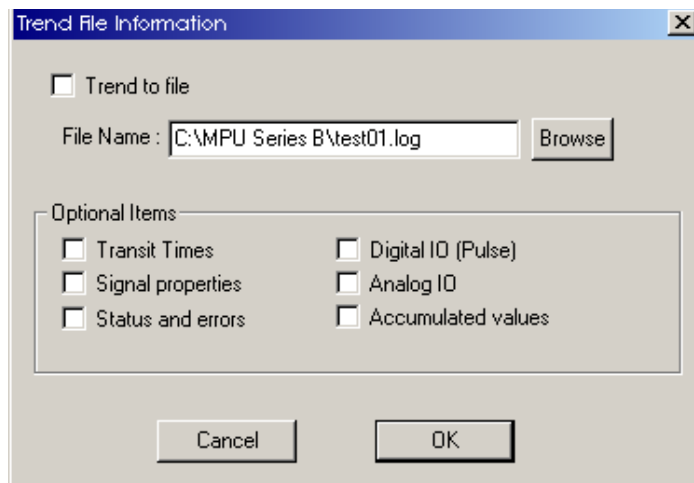 Trend File Information
Trend to file
File Name : C:\MPU Series B\test01.log Browse
Optional Items
Transit Times Digital IO (Pulse)
Signal properties Analog IO
Status and errors Accumulated values
Cancel OK